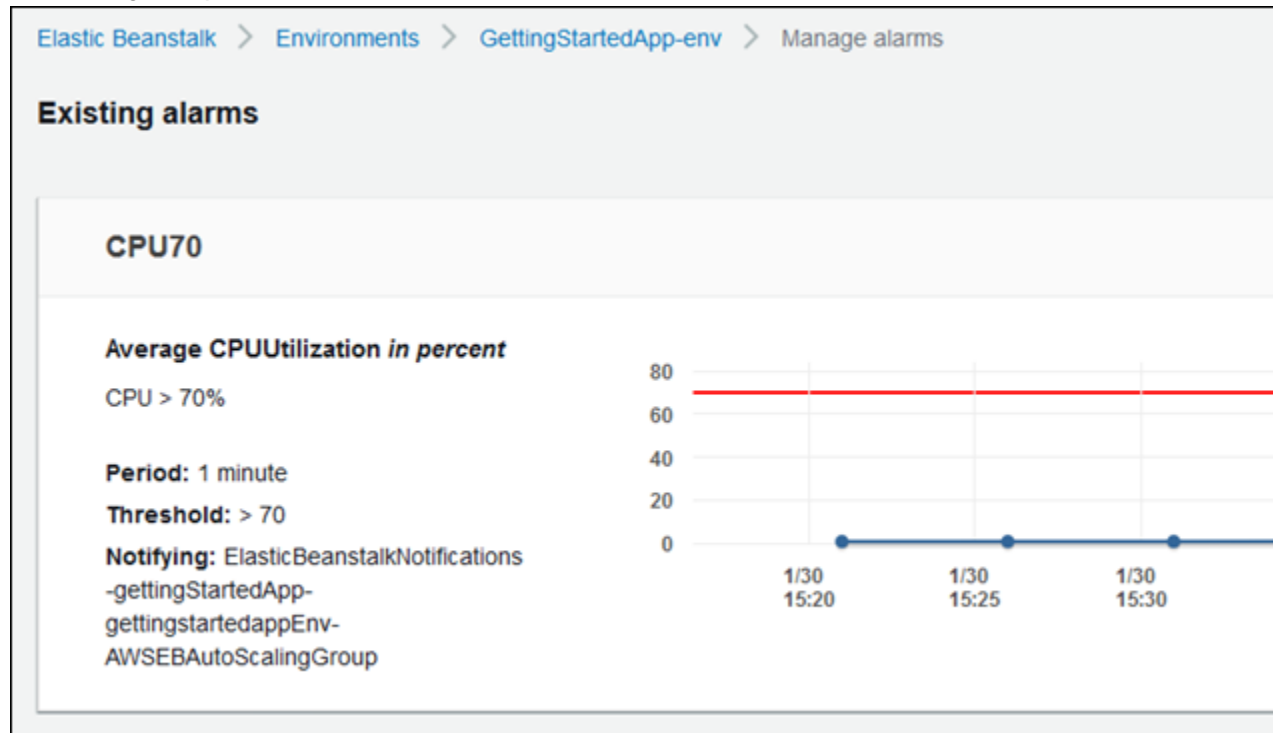 Elastic Beanstalk > Environments > GettingStartedApp-env > Manage alarms
Existing alarms
CPU70
Average CPUUtilization in percent
CPU > 70%
Period: 1 minute
Threshold: > 70
Notifying: ElasticBeanstalkNotifications
-gettingStartedApp-
gettingstartedappEnv-
AWSEBAutoScalingGroup
80
60
40
20
0
1/30 1/30 1/30
15:20 15:25 15:30